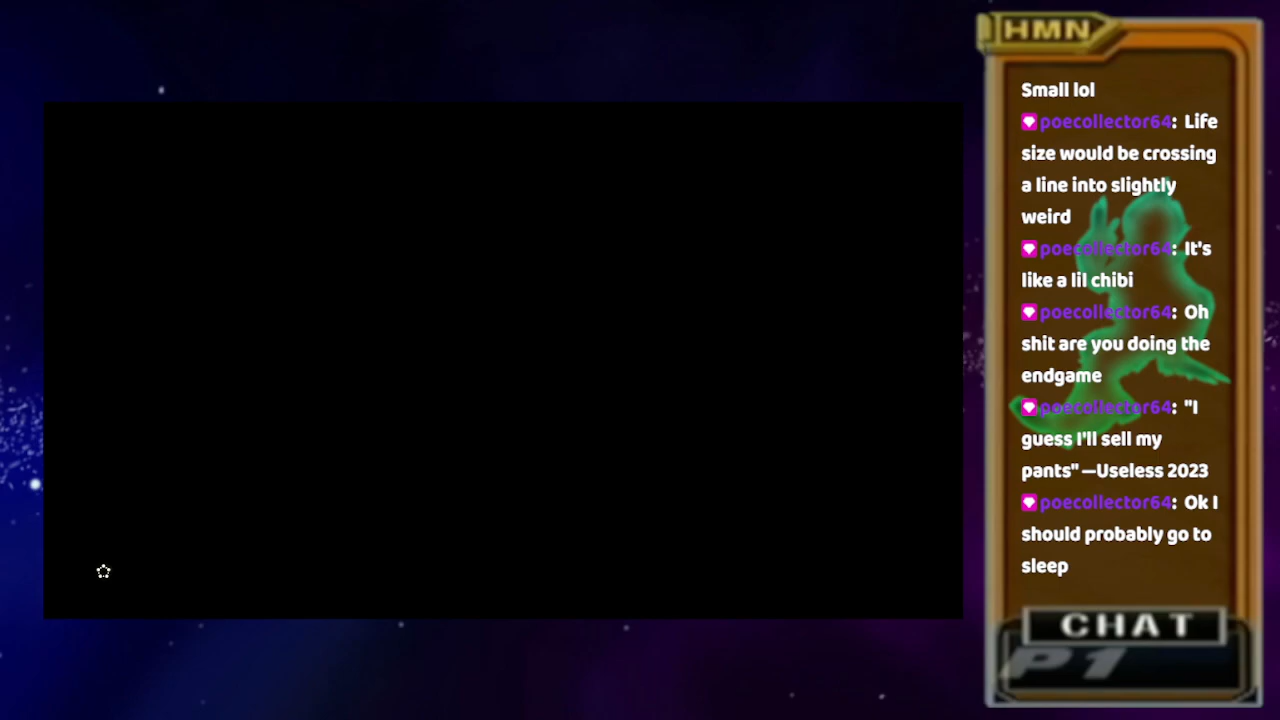 HMN
Small lol
poecollector64: Life
size would be crossing
a line into slightly
weird
poecollector64: It's
like a lil chibi
poecollector64: Oh
shit are you doing the
endgame
poecollector64: "I
guess I'll sell my
pants" —Useless 2023
poecollector64: Ok I
should probably go to
sleep
CHAT
P1